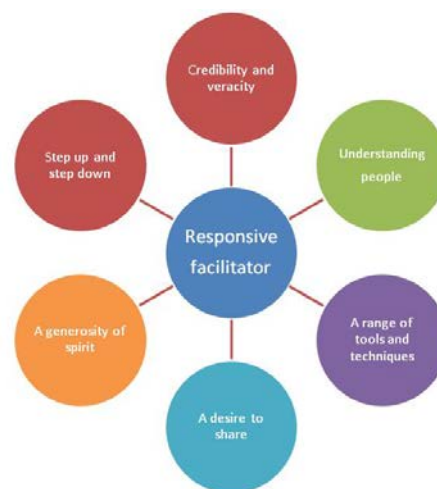 Credibility and
veracity
Step up and
step down
Understanding
people
Responsive
facilitator
A generosity of
spirit
A range of
tools and
techniques
A desire to
share